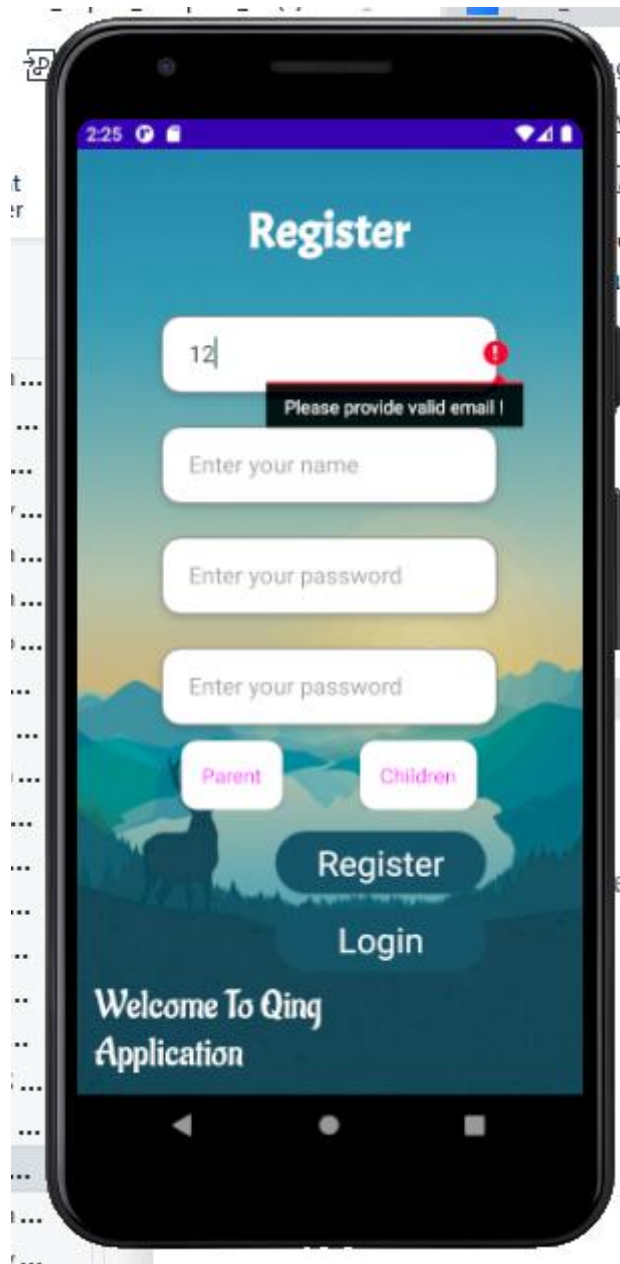 2:25
Register
12
Please provide valid email !
Enter your name
Enter your password
Enter your password
Parent
Children
Register
Login
Welcome To Qing
Application